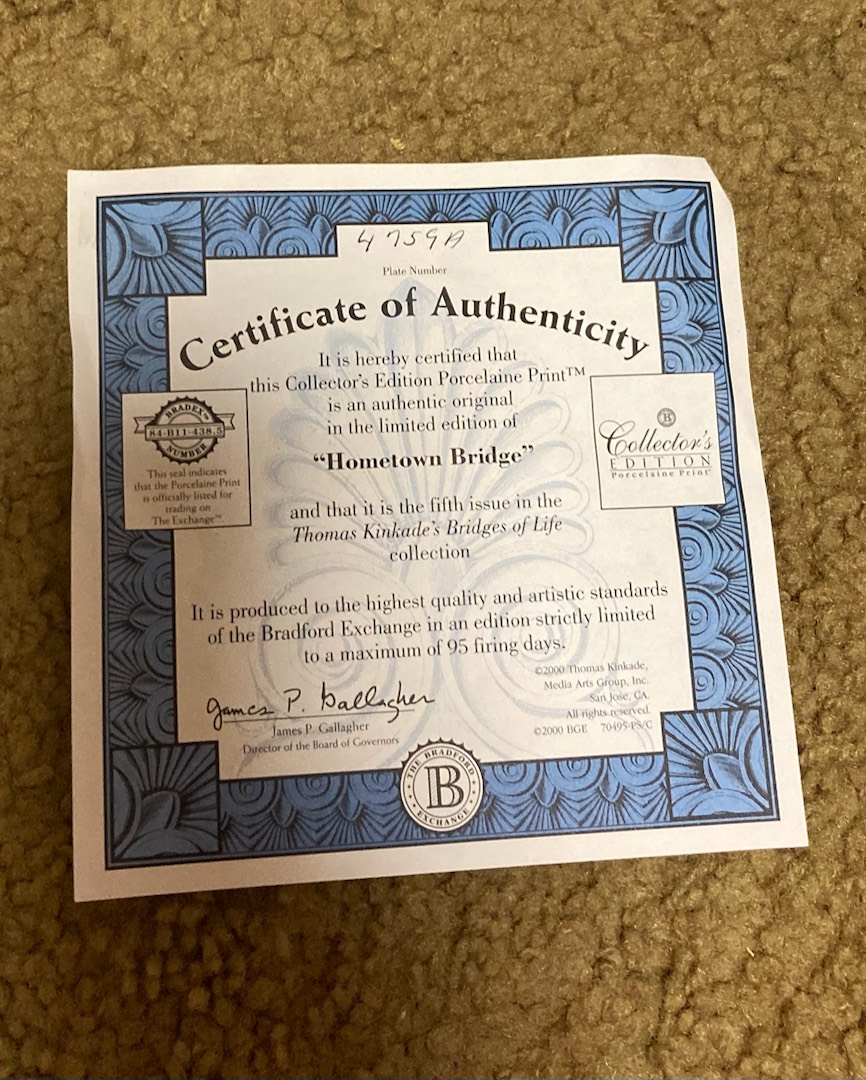 4759A
Plate Number
Certificate of Authenticity
It is hereby certified that
this Collector's Edition Porcelaine Print™
is an authentic original
in the limited edition of
"Hometown Bridge"
and that it is the fifth issue in the
Thomas Kinkade's Bridges of Life
collection
BRADEX™
84-B11-438.5
NUMBER
This seal indicates
that the Porcelaine Print
is officially listed for
trading on
The Exchange™
B
Collector's
EDITION
Porcelaine Print
It is produced to the highest quality and artistic standards
of the Bradford Exchange in an edition strictly limited
to a maximum of 95 firing days.
James P. Gallagher
James P. Gallagher
Director of the Board of Governors
©2000 Thomas Kinkade,
Media Arts Group, Inc.
San Jose, CA.
All rights reserved.
©2000 BGE 70495-PS/C
THE BRADFORD
B
EXCHANGE